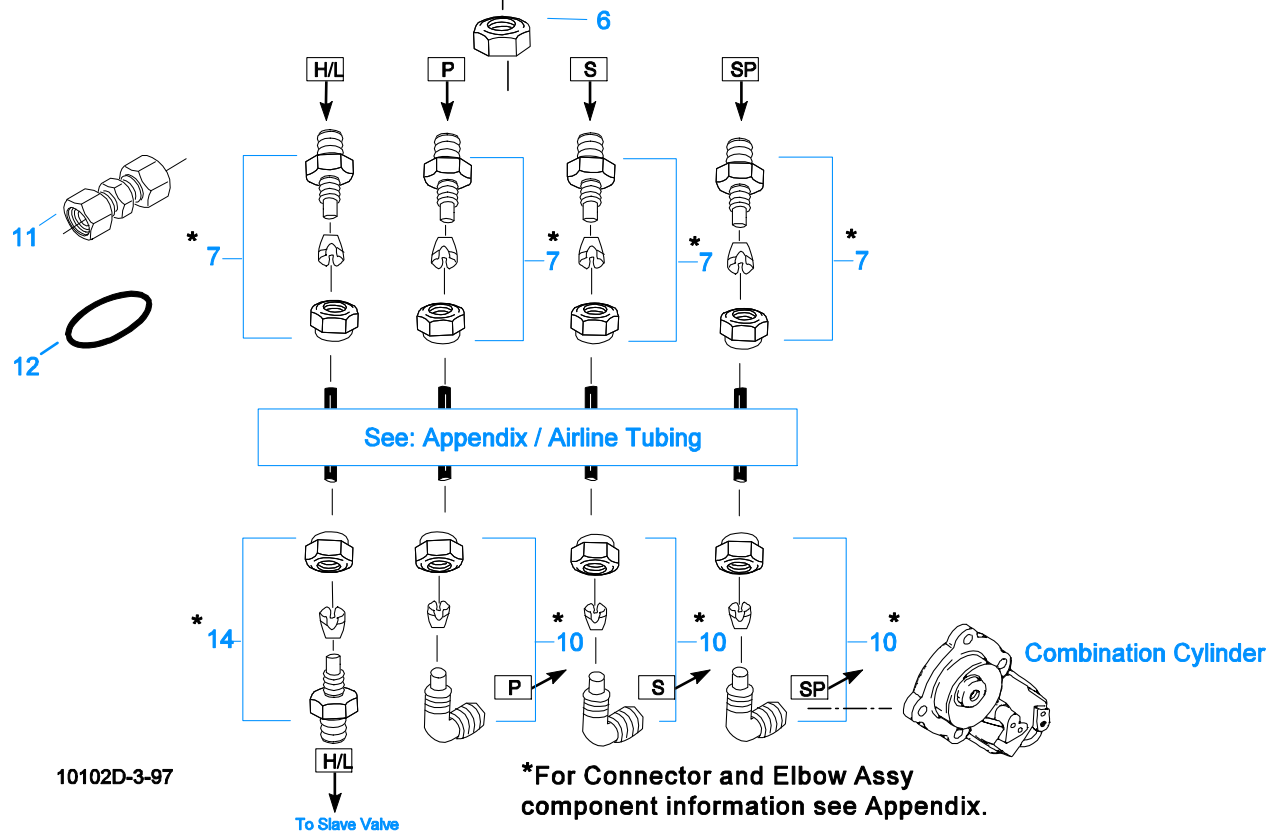 6
H/L
P
S
SP
11
* 7
* 7
* 7
* 7
12
See: Appendix / Airline Tubing
* 14
* 10
* 10
* 10
Combination Cylinder
P
S
SP
H/L
10102D-3-97
*For Connector and Elbow Assy
component information see Appendix.
To Slave Valve